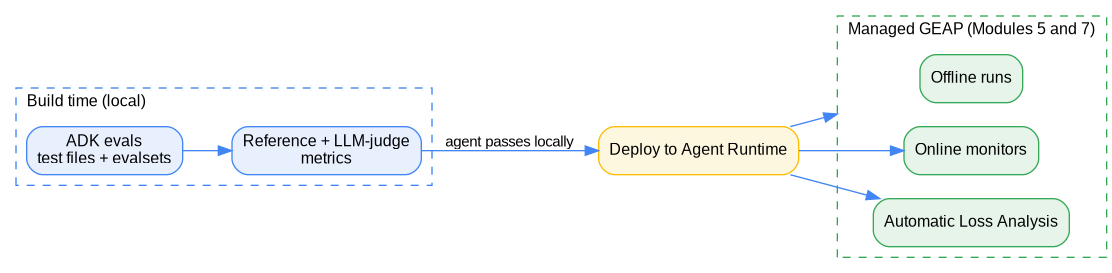 Build time (local)
ADK evals
test files + evalsets
Reference + LLM-judge
metrics
agent passes locally
Deploy to Agent Runtime
Managed GEAP (Modules 5 and 7)
Offline runs
Online monitors
Automatic Loss Analysis